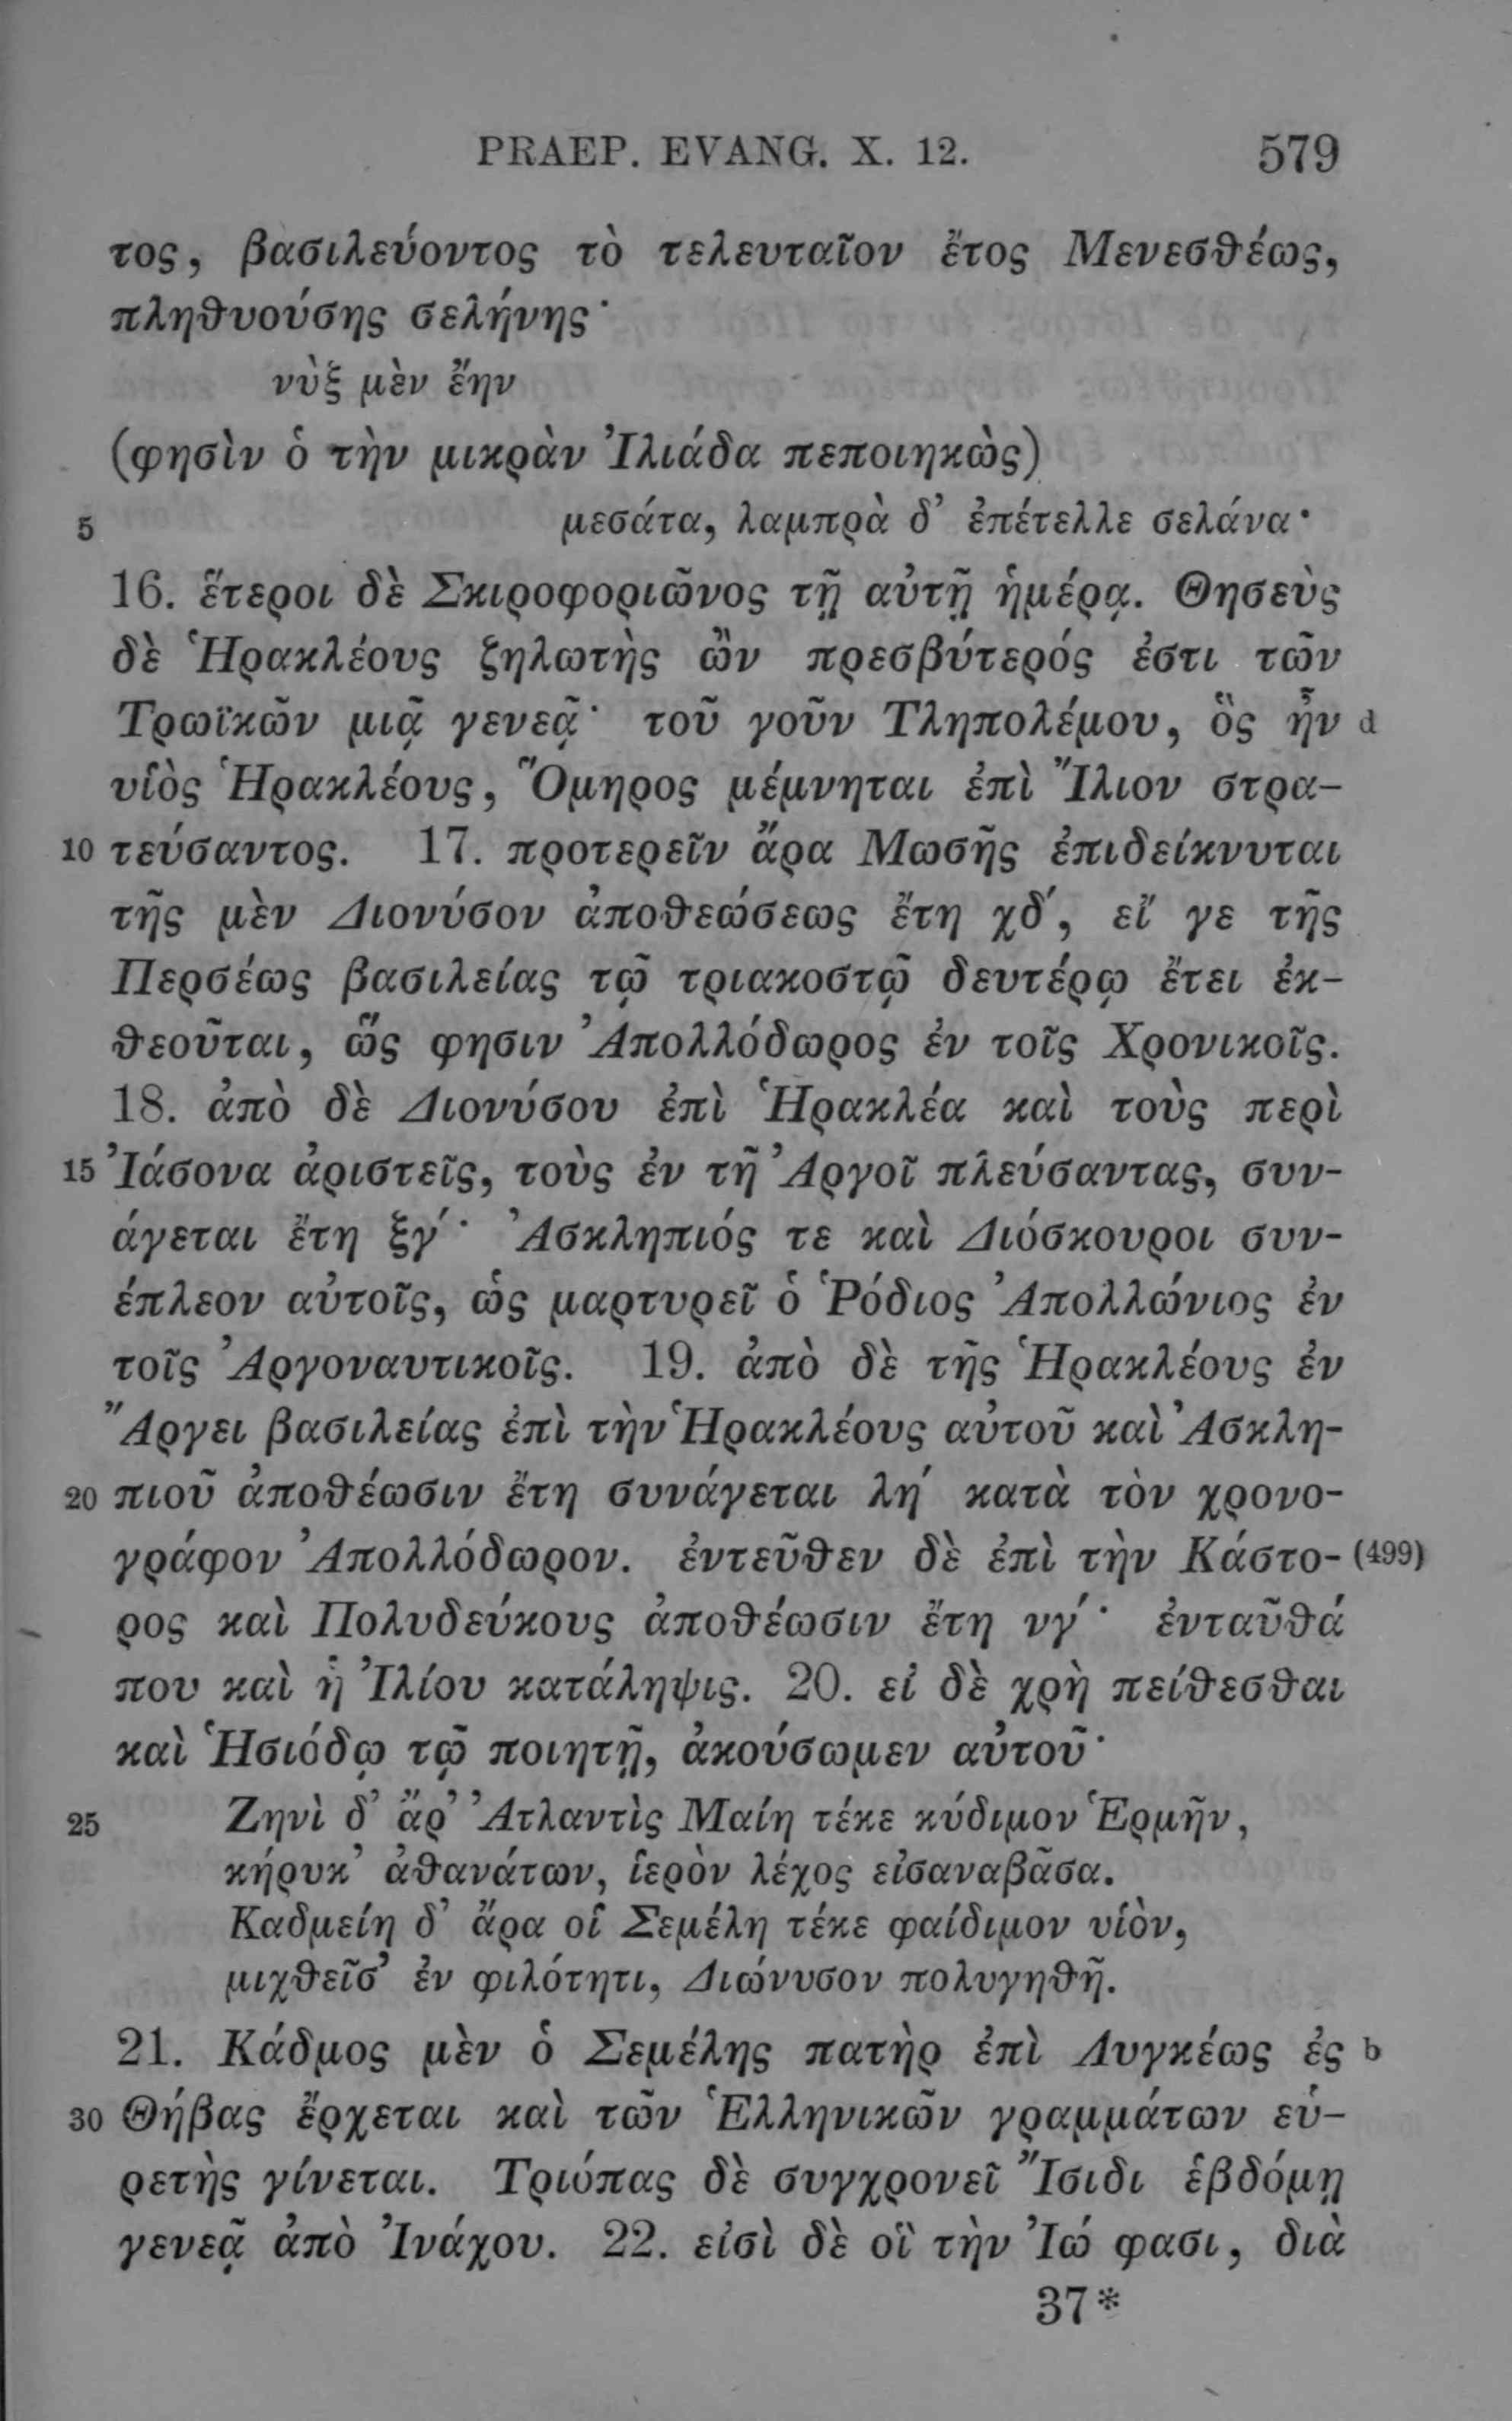 PRAEP. EVANG. X. 12. 579
τος, βασιλεύοντος τὸ τελευταῖον ἔτος Μενεσθέως,
πληθυούσης σελήνης·
νὺξ μὲν ἔην
(φησὶν ὁ τὴν μικρὰν Ἰλιάδα πεποιηκὼς)
5 μεσάτα, λαμπρὰ δ’ ἐπέτελλε σελάνα·
16. ἕτεροι δὲ Σκιροφοριῶνος τῇ αὐτῇ ἡμέρᾳ. Θησεὺς
δὲ Ἡρακλέους ζηλωτὴς ὢν πρεσβύτερός ἐστι τῶν
Τρωϊκῶν μιᾷ γενεᾷ· τοῦ γοῦν Τληπολέμου, ὃς ἦν d
υἱὸς Ἡρακλέους, Ὅμηρος μέμνηται ἐπὶ Ἴλιον στρα-
10 τεύσαντος. 17. προτερεῖν ἄρα Μωσῆς ἐπιδείκνυται
τῆς μὲν Διονύσου ἀποθεώσεως ἔτη χδ΄, εἴ γε τῆς
Περσέως βασιλείας τῷ τριακοστῷ δευτέρῳ ἔτει ἐκ-
θεοῦται, ὥς φησιν Ἀπολλόδωρος ἐν τοῖς Χρονικοῖς.
18. ἀπὸ δὲ Διονύσου ἐπὶ Ἡρακλέα καὶ τοὺς περὶ
15 Ἰάσονα ἀριστεῖς, τοὺς ἐν τῇ Ἀργοῖ πλεύσαντας, συν-
άγεται ἔτη ξγ΄· Ἀσκληπιός τε καὶ Διόσκουροι συν-
έπλεον αὐτοῖς, ὡς μαρτυρεῖ ὁ Ῥόδιος Ἀπολλώνιος ἐν
τοῖς Ἀργοναυτικοῖς. 19. ἀπὸ δὲ τῆς Ἡρακλέους ἐν
Ἄργει βασιλείας ἐπὶ τὴν Ἡρακλέους αὐτοῦ καὶ Ἀσκλη-
20 πιοῦ ἀποθέωσιν ἔτη συνάγεται λη΄ κατὰ τὸν χρονο-
γράφον Ἀπολλόδωρον. ἐντεῦθεν δὲ ἐπὶ τὴν Κάστο- (499)
ρος καὶ Πολυδεύκους ἀποθέωσιν ἔτη νγ΄· ἐνταῦθά
που καὶ ἡ Ἰλίου κατάληψις. 20. εἰ δὲ χρὴ πείθεσθαι
καὶ Ἡσιόδῳ τῷ ποιητῇ, ἀκούσωμεν αὐτοῦ·
25 Ζηνὶ δ’ ἄρ’ Ἀτλαντὶς Μαίη τέκε κύδιμον Ἑρμῆν,
κήρυκ’ ἀθανάτων, ἱερὸν λέχος εἰσαναβᾶσα.
Καδμείη δ’ ἄρα οἱ Σεμέλη τέκε φαίδιμον υἱὸν,
μιχθεῖσ’ ἐν φιλότητι, Διώνυσον πολυγηθῆ.
21. Κάδμος μὲν ὁ Σεμέλης πατὴρ ἐπὶ Λυγκέως ἐς b
30 Θήβας ἔρχεται καὶ τῶν Ἑλληνικῶν γραμμάτων εὑ-
ρετὴς γίνεται. Τριόπας δὲ συγχρονεῖ Ἴσιδι ἑβδόμῃ
γενεᾷ ἀπὸ Ἰνάχου. 22. εἰσὶ δὲ οἳ τὴν Ἰώ φασι, διὰ
37*